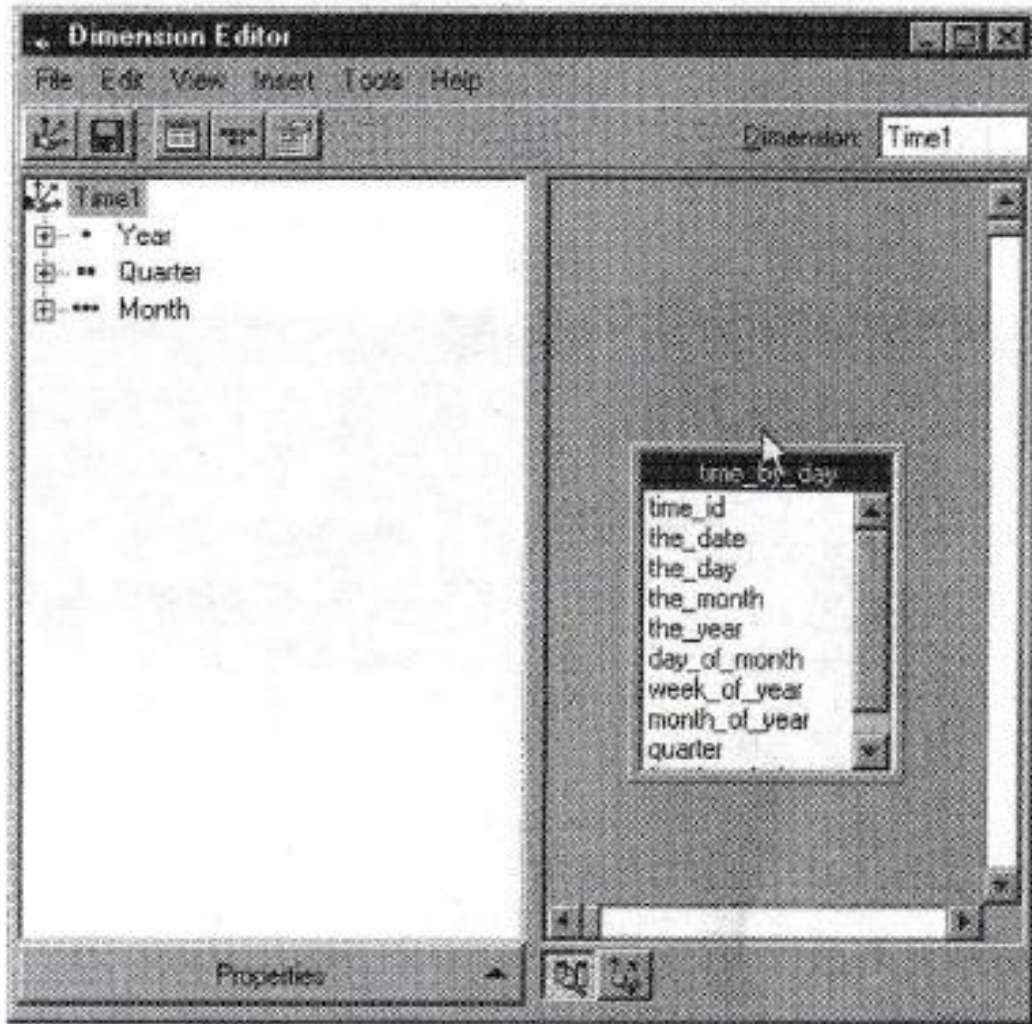 Dimension Editor
File Edit View Insert Tools Help
Dimension: Time1
Time1
Year
Quarter
Month
time_by_day
time_id
the_date
the_day
the_month
the_year
day_of_month
week_of_year
month_of_year
quarter
Properties